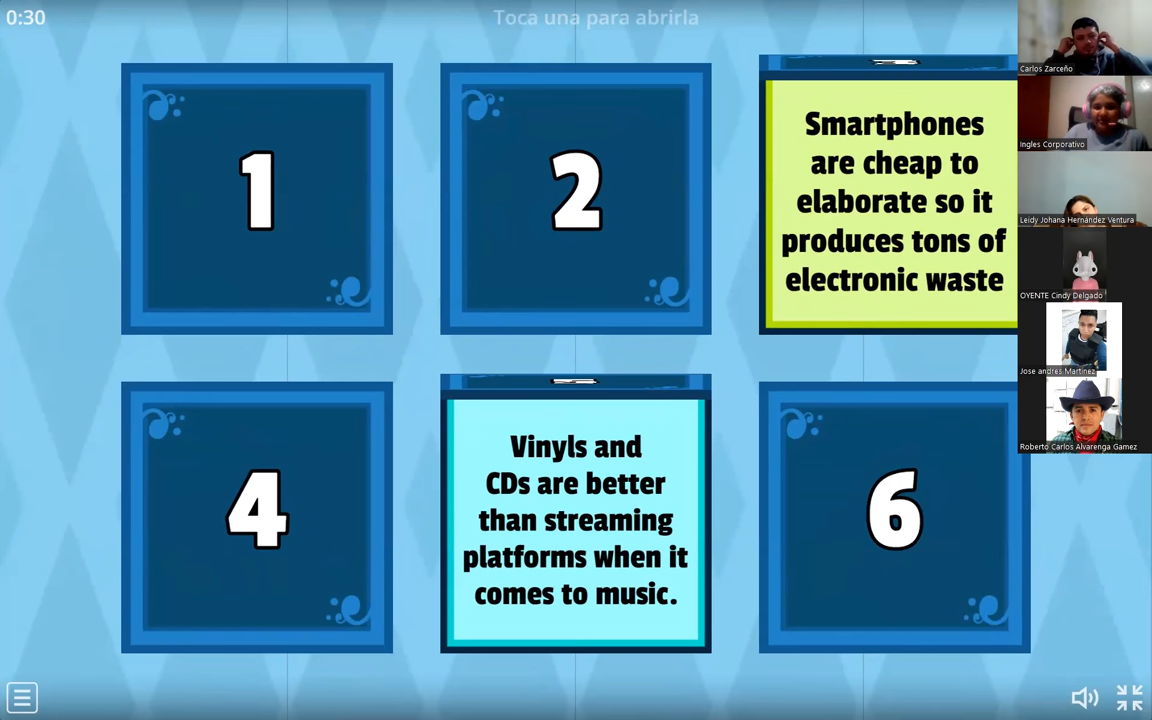 0:30
Toca una para abrirla
1
2
Smartphones
are cheap to
elaborate so it
produces tons of
electronic waste
4
Vinyls and
CDs are better
than streaming
platforms when it
comes to music.
6
Carlos Zarceño
Ingles Corporativo
Leidy Johana Hernández Ventura
OYENTE Cindy Delgado
Jose andres Martinez
Roberto Carlos Alvarenga Gamez